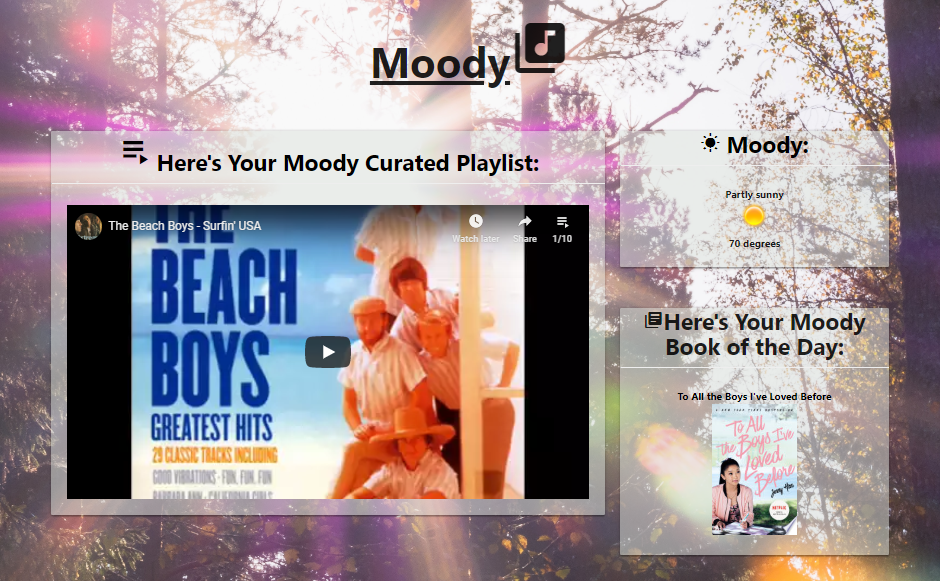 Moody
Here's Your Moody Curated Playlist:
The Beach Boys - Surfin' USA
Watch later
Share
1/10
THE
BEACH
BOYS
GREATEST HITS
29 CLASSIC TRACKS INCLUDING
GOOD VIBRATIONS · FUN, FUN, FUN
BARBARA ANN · CALIFORNIA GIRLS
Moody:
Partly sunny
70 degrees
Here's Your Moody
Book of the Day:
To All the Boys I've Loved Before
To All
the Boys I've
Loved
Before
Jenny Han
NETFLIX